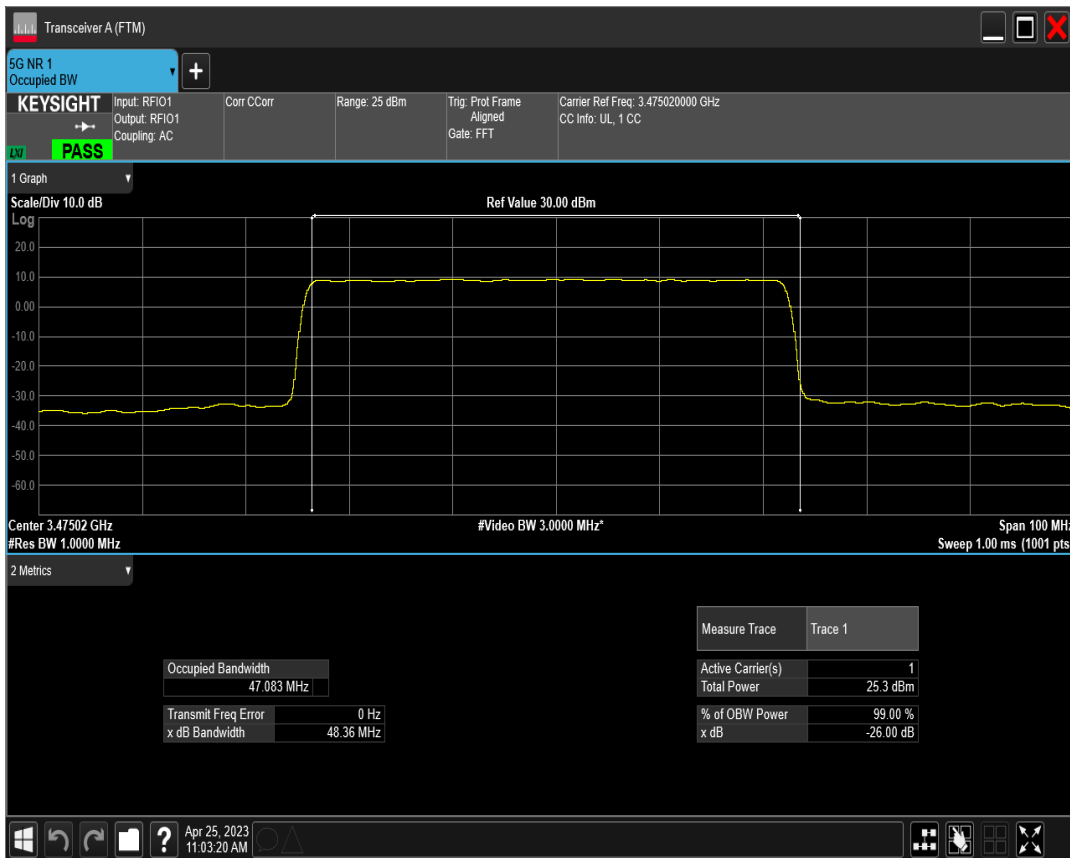 Transceiver A (FTM)
5G NR 1
Occupied BW
+
KEYSIGHT
LXI
PASS
Input: RFIO1
Output: RFIO1
Coupling: AC
Corr CCorr
Range: 25 dBm
Trig: Prot Frame
Aligned
Gate: FFT
Carrier Ref Freq: 3.475020000 GHz
CC Info: UL, 1 CC
1 Graph
Scale/Div 10.0 dB
Ref Value 30.00 dBm
Log
20.0
10.0
0.00
-10.0
-20.0
-30.0
-40.0
-50.0
-60.0
Center 3.47502 GHz
#Video BW 3.0000 MHz*
Span 100 MHz
#Res BW 1.0000 MHz
Sweep 1.00 ms (1001 pts
2 Metrics
Measure Trace Trace 1
Occupied Bandwidth
47.083 MHz
Active Carrier(s) 1
Total Power 25.3 dBm
Transmit Freq Error 0 Hz
x dB Bandwidth 48.36 MHz
% of OBW Power 99.00 %
x dB -26.00 dB
?
Apr 25, 2023
11:03:20 AM